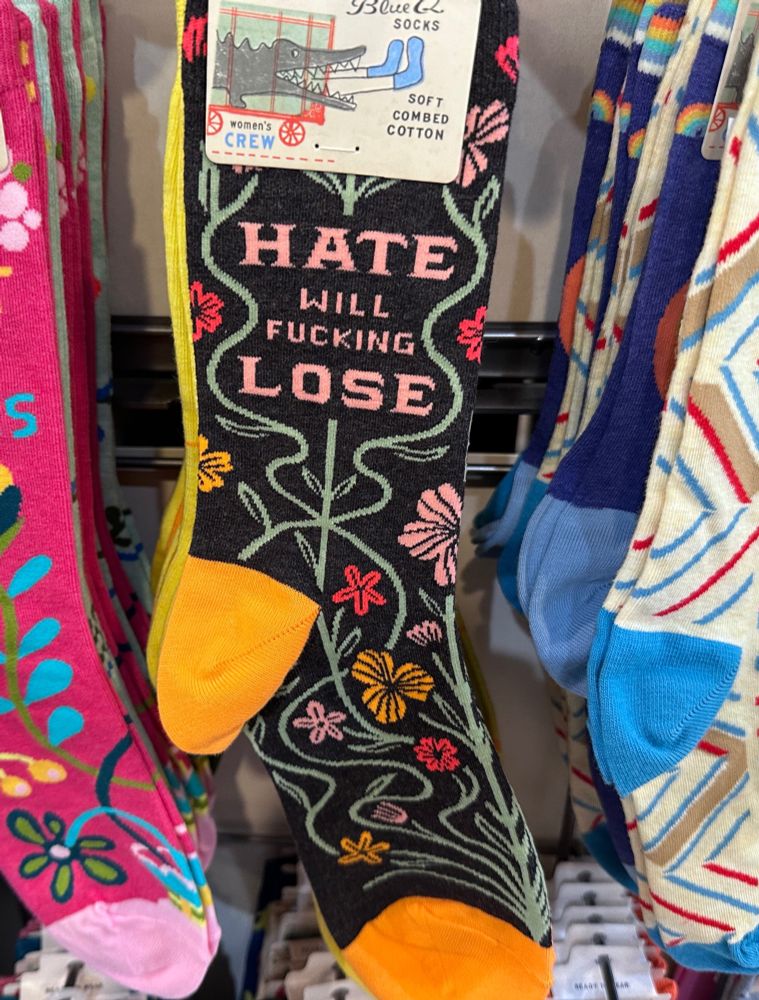 Blue Q
SOCKS
SOFT
COMBED
COTTON
women's
CREW
HATE
WILL
FUCKING
LOSE
S